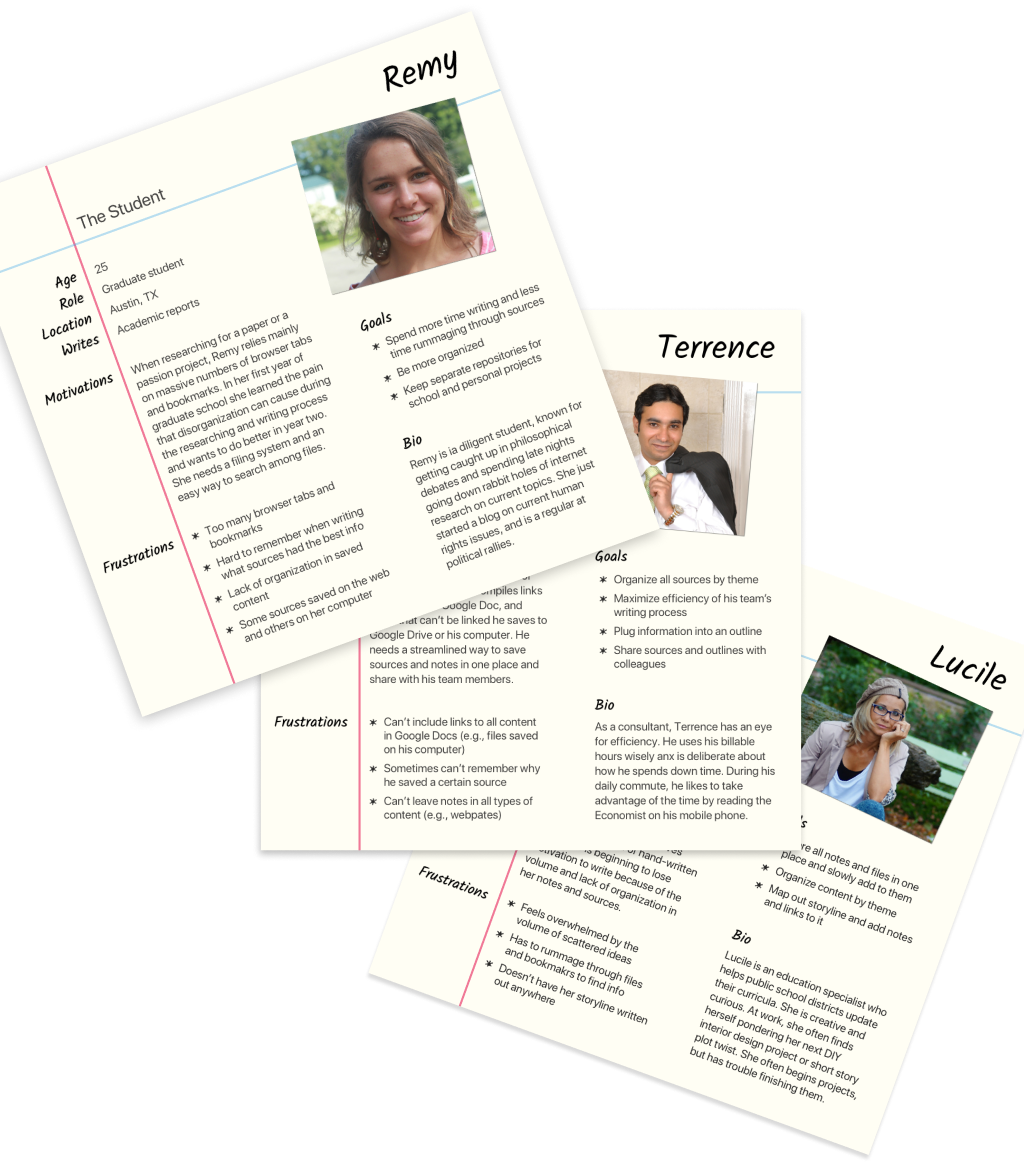 Remy
The Student
Age
25
Role
Graduate student
Location
Austin, TX
Writes
Academic reports
Motivations
When researching for a paper or a
passion project, Remy relies mainly
on massive numbers of browser tabs
and bookmarks. In her first year of
graduate school she learned the pain
that disorganization can cause during
the researching and writing process
and wants to do better in year two.
She needs a filing system and an
easy way to search among files.
Frustrations
* Too many browser tabs and
bookmarks
* Hard to remember when writing
what sources had the best info
* Lack of organization in saved
content
* Some sources saved on the web
and others on her computer
Goals
* Spend more time writing and less
time rummaging through sources
* Be more organized
* Keep separate repositories for
school and personal projects
Bio
Remy is ia diligent student, known for
getting caught up in philosophical
debates and spending late nights
going down rabbit holes of internet
research on current topics. She just
started a blog on current human
rights issues, and is a regular at
political rallies.
Terrence
links
Google Doc, and
that can't be linked he saves to
Google Drive or his computer. He
needs a streamlined way to save
sources and notes in one place and
share with his team members.
Frustrations
* Can't include links to all content
in Google Docs (e.g., files saved
on his computer)
* Sometimes can't remember why
he saved a certain source
* Can't leave notes in all types of
content (e.g., webpates)
Goals
* Organize all sources by theme
* Maximize efficiency of his team's
writing process
* Plug information into an outline
* Share sources and outlines with
colleagues
Bio
As a consultant, Terrence has an eye
for efficiency. He uses his billable
hours wisely anx is deliberate about
how he spends down time. During his
daily commute, he likes to take
advantage of the time by reading the
Economist on his mobile phone.
Lucile
of hand-written
is beginning to lose
motivation to write because of the
volume and lack of organization in
her notes and sources.
Frustrations
* Feels overwhelmed by the
volume of scattered ideas
* Has to rummage through files
and bookmakrs to find info
* Doesn't have her storyline written
out anywhere
all notes and files in one
place and slowly add to them
* Organize content by theme
* Map out storyline and add notes
and links to it
Bio
Lucile is an education specialist who
helps public school districts update
their curricula. She is creative and
curious. At work, she often finds
herself pondering her next DIY
interior design project or short story
plot twist. She often begins projects,
but has trouble finishing them.